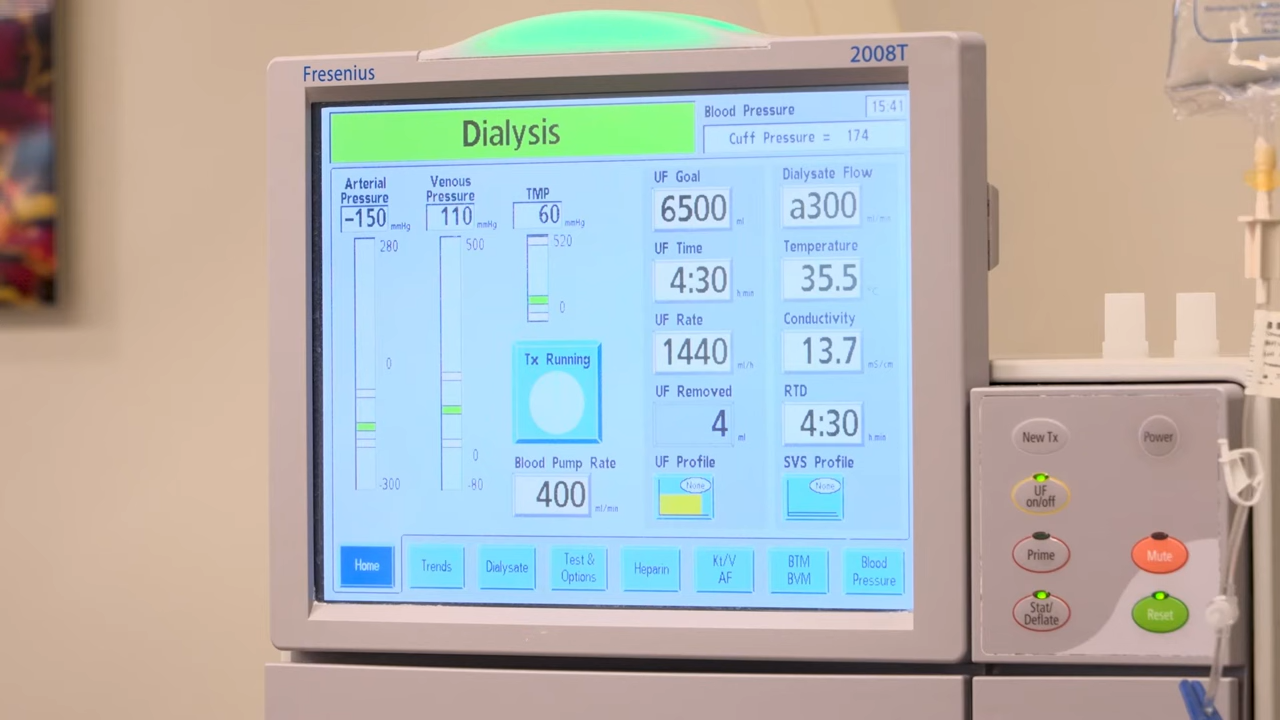 Fresenius
2008T
Dialysis
Blood Pressure
15:41
Cuff Pressure = 174
Arterial Pressure
-150 mmHg
280
0
-300
Venous Pressure
110 mmHg
500
0
-80
TMP
60 mmHg
520
0
Tx Running
Blood Pump Rate
400 ml/min
UF Goal
6500 ml
UF Time
4:30 h:min
UF Rate
1440 ml/h
UF Removed
4 ml
UF Profile
None
Dialysate Flow
a300 ml/min
Temperature
35.5 °C
Conductivity
13.7 mS/cm
RTD
4:30 h:min
SVS Profile
None
Home
Trends
Dialysate
Test & Options
Heparin
Kt/V AF
BTM BVM
Blood Pressure
New Tx
Power
UF on/off
Prime
Mute
Stat/ Deflate
Reset